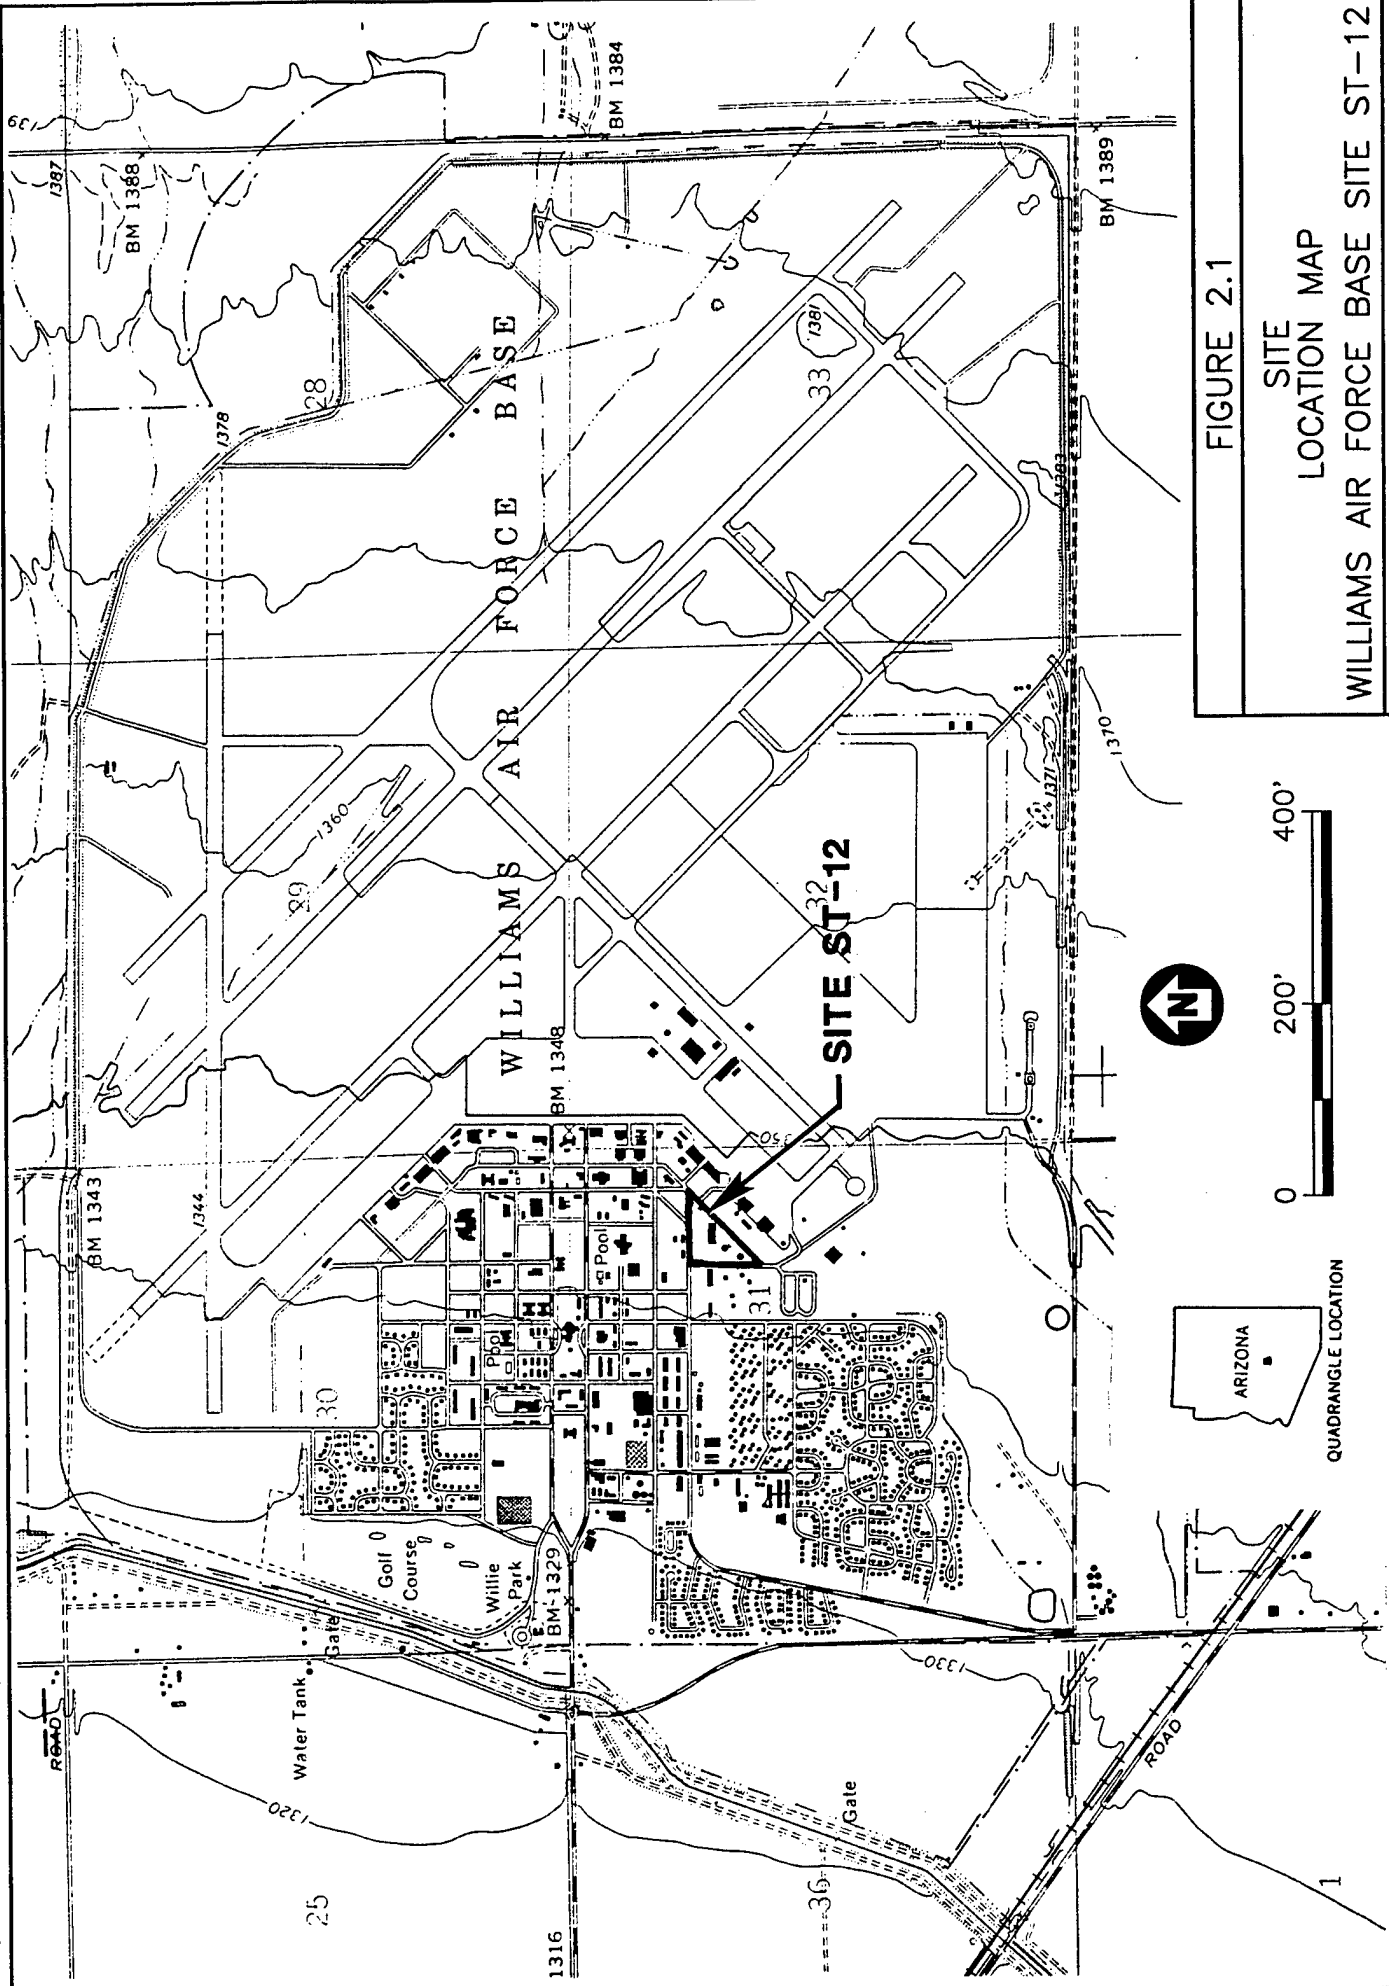 139
1387
BM 1388
BM 1384
BM 1389
28
1378
1381
33
1383
WILLIAMS AIR FORCE BASE
1360
29
32
1370
1371
SITE ST-12
BM 1348
BM 1343
1344
350
Pool
Pool
31
30
Golf
Course
Willie
Park
BM 1329
Gate
Water Tank
ROAD
1320
1330
ROAD
Gate
25
36
1316
1
N
0
200'
400'
ARIZONA
QUADRANGLE LOCATION
FIGURE 2.1
SITE
LOCATION MAP
WILLIAMS AIR FORCE BASE SITE ST-12